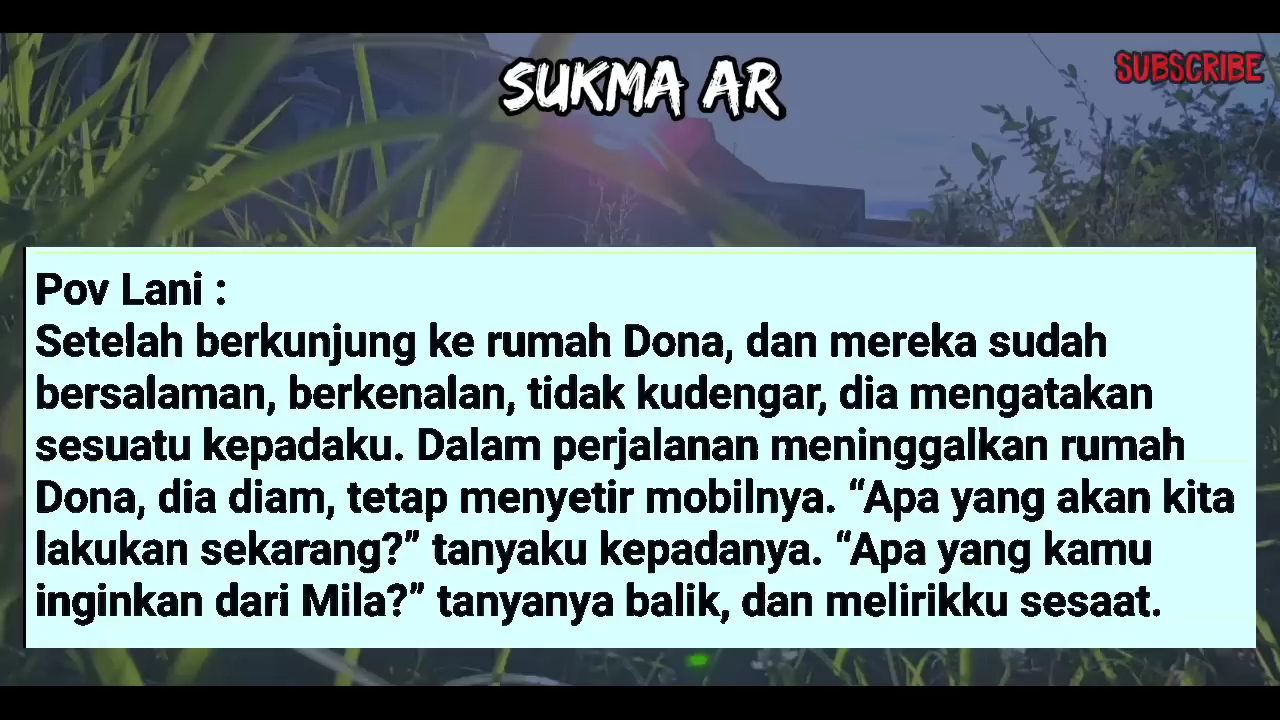 SUKMA AR
SUBSCRIBE
Pov Lani :
Setelah berkunjung ke rumah Dona, dan mereka sudah
bersalaman, berkenalan, tidak kudengar, dia mengatakan
sesuatu kepadaku. Dalam perjalanan meninggalkan rumah
Dona, dia diam, tetap menyetir mobilnya. “Apa yang akan kita
lakukan sekarang?” tanyaku kepadanya. “Apa yang kamu
inginkan dari Mila?” tanyanya balik, dan melirikku sesaat.